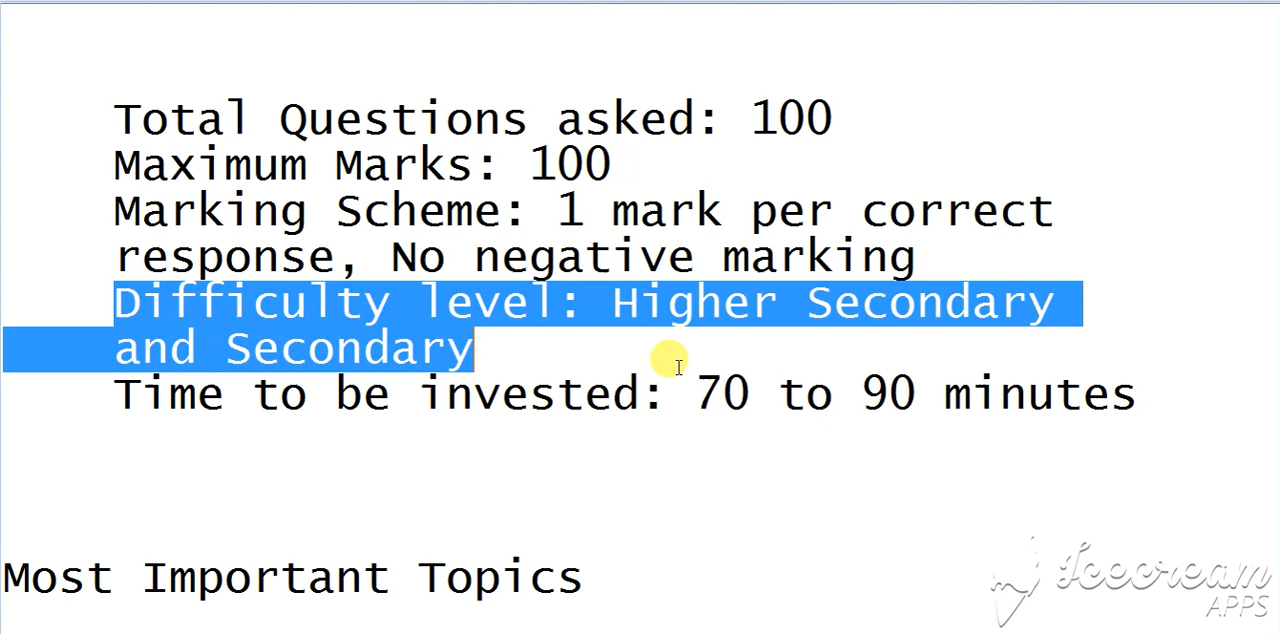 Total Questions asked: 100
Maximum Marks: 100
Marking Scheme: 1 mark per correct
response, No negative marking
Difficulty level: Higher Secondary
and Secondary
Time to be invested: 70 to 90 minutes
Most Important Topics
Icecream
APPS